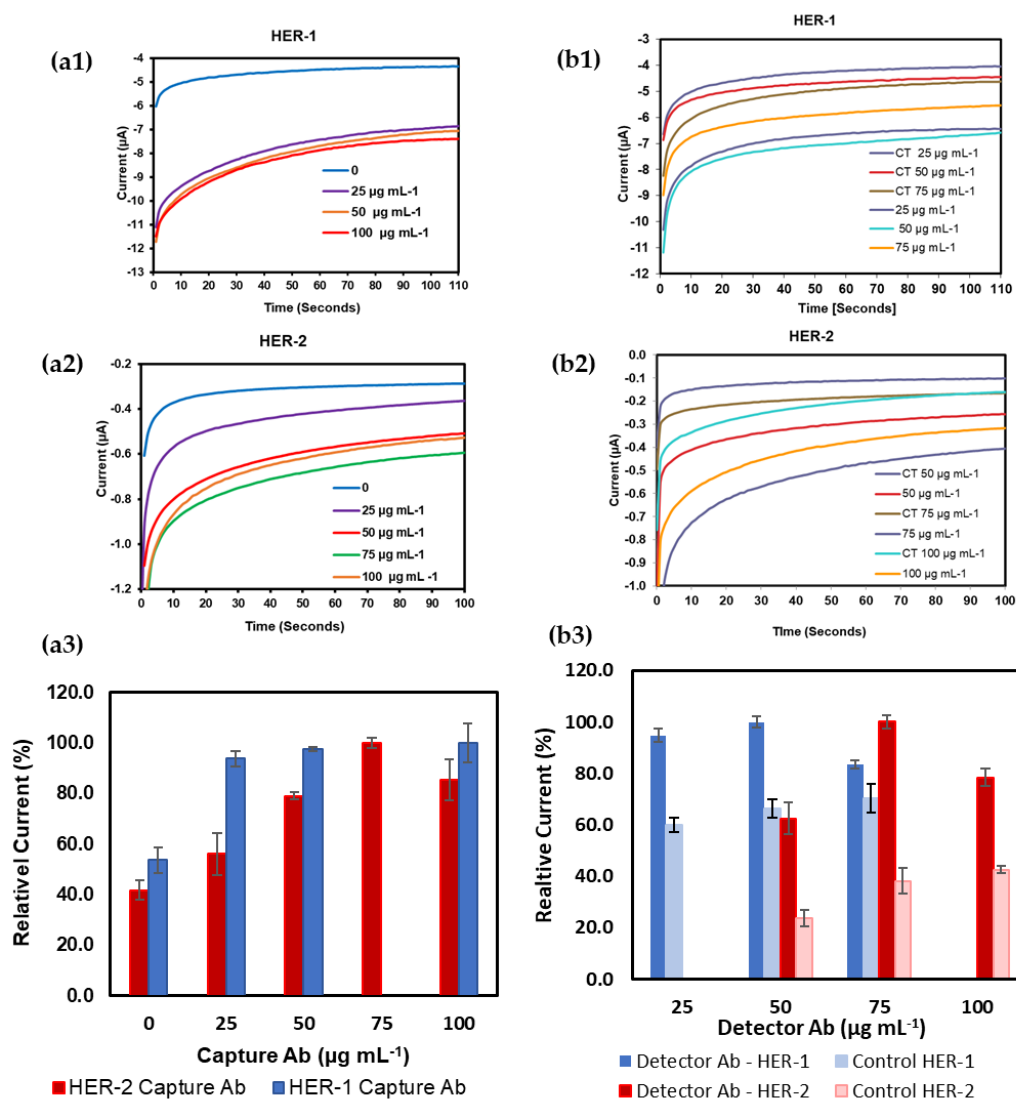 (a1)
HER-1
-4
-5
-6
-7
-8
-9
-10
-11
-12
-13
Current (µA)
0
25 µg mL-1
50 µg mL-1
100 µg mL-1
0 10 20 30 40 50 60 70 80 90 100 110
Time (Seconds)
(b1)
HER-1
-3
-4
-5
-6
-7
-8
-9
-10
-11
-12
Current (µA)
CT 25 µg mL-1
CT 50 µg mL-1
CT 75 µg mL-1
25 µg mL-1
50 µg mL-1
75 µg mL-1
0 10 20 30 40 50 60 70 80 90 100 110
Time [Seconds]
(a2)
HER-2
-0.2
-0.4
-0.6
-0.8
-1.0
-1.2
Current (µA)
0
25 µg mL-1
50 µg mL-1
75 µg mL-1
100 µg mL -1
0 10 20 30 40 50 60 70 80 90 100
Time (Seconds)
(b2)
HER-2
0.0
-0.1
-0.2
-0.3
-0.4
-0.5
-0.6
-0.7
-0.8
-0.9
-1.0
Current (µA)
CT 50 µg mL-1
50 µg mL-1
CT 75 µg mL-1
75 µg mL-1
CT 100 µg mL-1
100 µg mL-1
0 10 20 30 40 50 60 70 80 90 100
TIme (Seconds)
(a3)
120.0
100.0
80.0
60.0
40.0
20.0
0.0
Relativel Current (%)
0 25 50 75 100
Capture Ab (µg mL⁻¹)
HER-2 Capture Ab HER-1 Capture Ab
(b3)
120.0
100.0
80.0
60.0
40.0
20.0
0.0
Realtive Current (%)
25 50 75 100
Detector Ab (µg mL⁻¹)
Detector Ab - HER-1 Control HER-1
Detector Ab - HER-2 Control HER-2